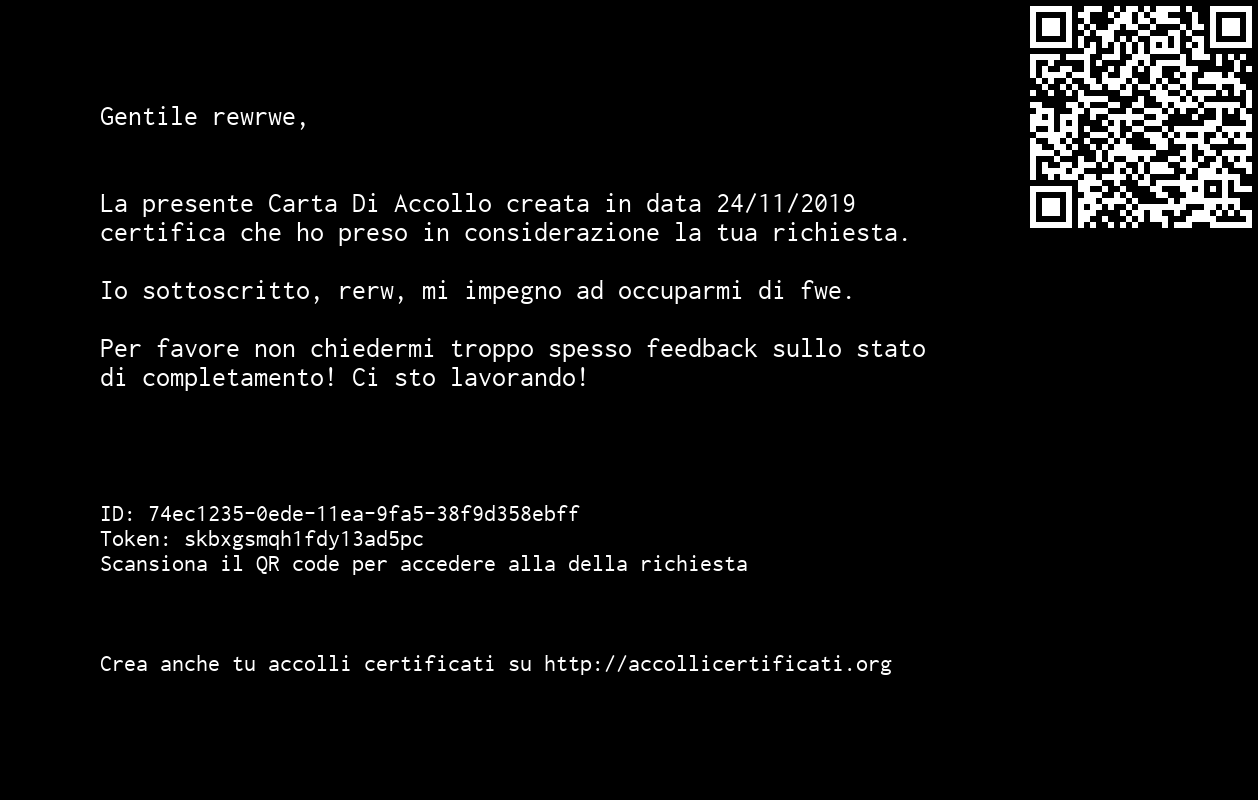 Gentile rewrwe,
La presente Carta Di Accollo creata in data 24/11/2019
certifica che ho preso in considerazione la tua richiesta.
Io sottoscritto, rerw, mi impegno ad occuparmi di fwe.
Per favore non chiedermi troppo spesso feedback sullo stato
di completamento! Ci sto lavorando!
ID: 74ec1235-0ede-11ea-9fa5-38f9d358ebff
Token: skbxgsmqh1fdy13ad5pc
Scansiona il QR code per accedere alla della richiesta
Crea anche tu accolli certificati su http://accollicertificati.org